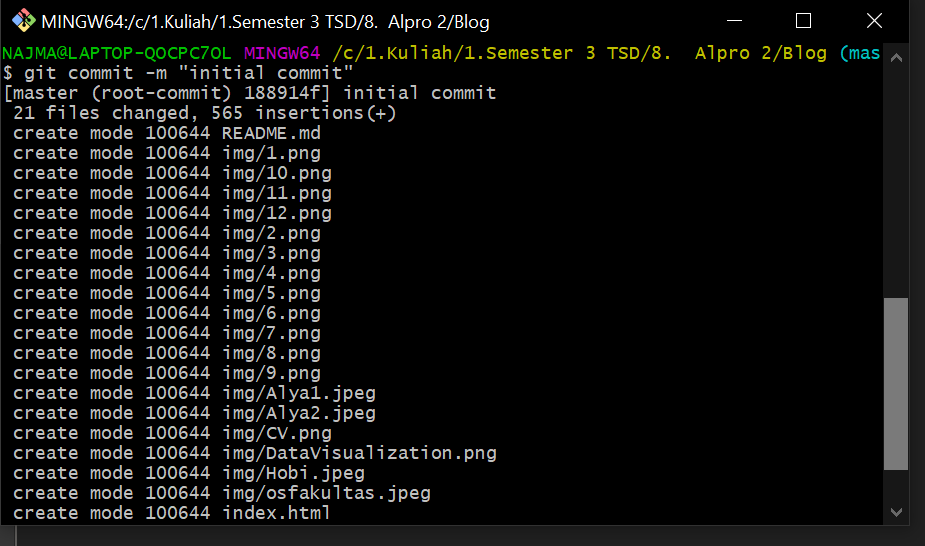 MINGW64:/c/1.Kuliah/1.Semester 3 TSD/8.  Alpro 2/Blog
NAJMA@LAPTOP-QOCPC7OL MINGW64 /c/1.Kuliah/1.Semester 3 TSD/8.  Alpro 2/Blog (mas
$ git commit -m "initial commit"
[master (root-commit) 188914f] initial commit
 21 files changed, 565 insertions(+)
 create mode 100644 README.md
 create mode 100644 img/1.png
 create mode 100644 img/10.png
 create mode 100644 img/11.png
 create mode 100644 img/12.png
 create mode 100644 img/2.png
 create mode 100644 img/3.png
 create mode 100644 img/4.png
 create mode 100644 img/5.png
 create mode 100644 img/6.png
 create mode 100644 img/7.png
 create mode 100644 img/8.png
 create mode 100644 img/9.png
 create mode 100644 img/Alya1.jpeg
 create mode 100644 img/Alya2.jpeg
 create mode 100644 img/CV.png
 create mode 100644 img/DataVisualization.png
 create mode 100644 img/Hobi.jpeg
 create mode 100644 img/osfakultas.jpeg
 create mode 100644 index.html